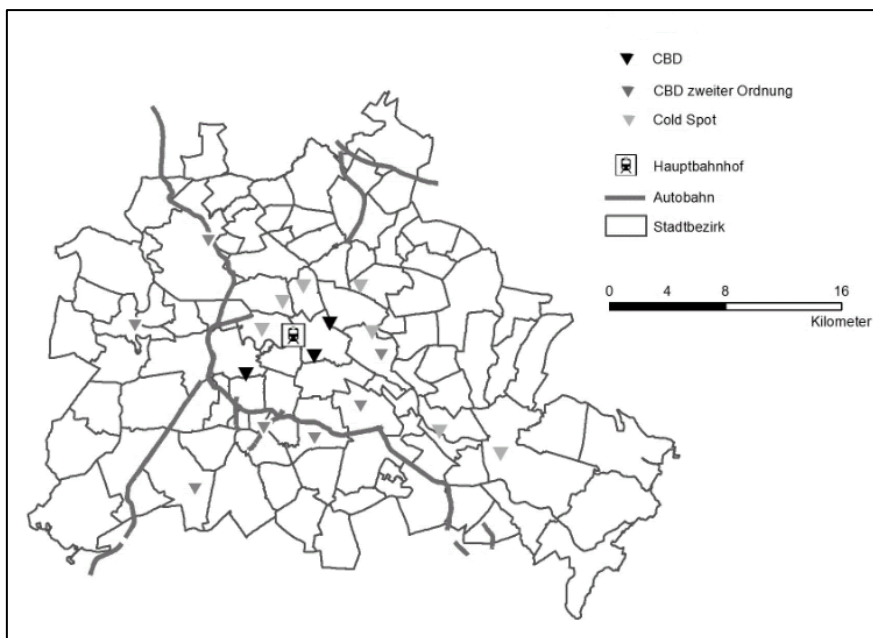 CBD
CBD zweiter Ordnung
Cold Spot
Hauptbahnhof
Autobahn
Stadtbezirk
0 4 8 16
Kilometer